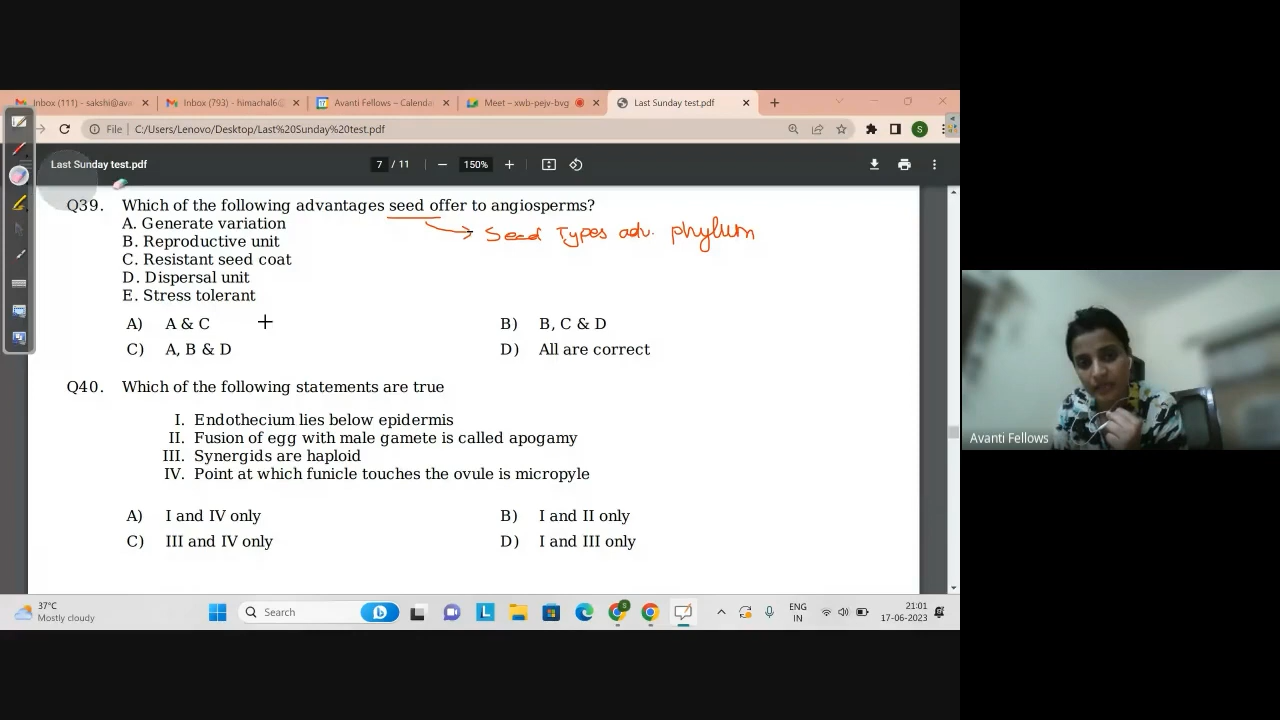 Inbox (111) – sakshi@ava
Inbox (793) – himachal6
Avanti Fellows – Calenda
Meet – xwb-pejv-bvg
Last Sunday test.pdf
File
C:/Users/Lenovo/Desktop/Last%20Sunday%20test.pdf
S
Last Sunday test.pdf
7 / 11
150%
Q39. Which of the following advantages seed offer to angiosperms?
Seed Types adv. phylum
A. Generate variation
B. Reproductive unit
C. Resistant seed coat
D. Dispersal unit
E. Stress tolerant
A) A & C
B) B, C & D
C) A, B & D
D) All are correct
Q40. Which of the following statements are true
I. Endothecium lies below epidermis
II. Fusion of egg with male gamete is called apogamy
III. Synergids are haploid
IV. Point at which funicle touches the ovule is micropyle
A) I and IV only
B) I and II only
C) III and IV only
D) I and III only
Avanti Fellows
37°C
Mostly cloudy
Search
ENG
IN
21:01
17-06-2023